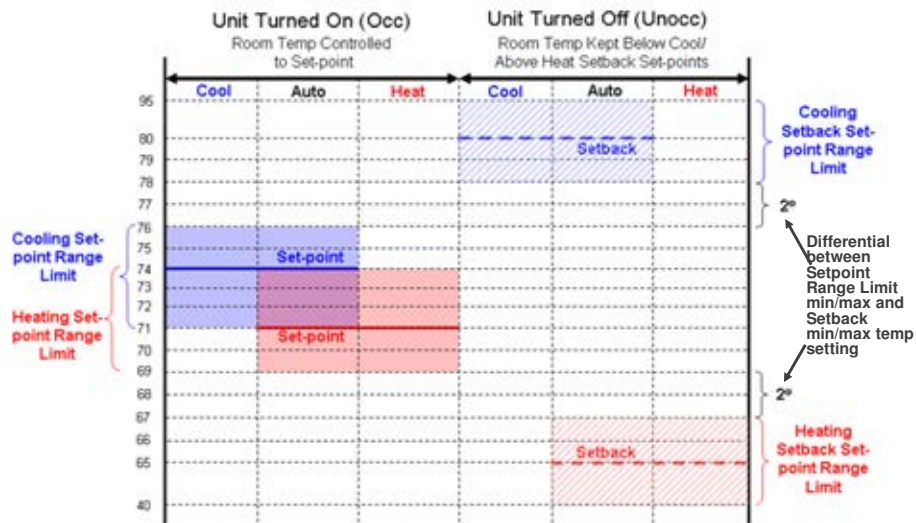 Unit Turned On (Occ)
Room Temp Controlled
to Set-point
Unit Turned Off (Unocc)
Room Temp Kept Below Cool/
Above Heat Setback Set-points
Cool Auto Heat Cool Auto Heat
95
80
79
78
77
76
75
74
73
72
71
70
69
68
67
66
65
40
Cooling Set-
point Range
Limit
Heating Set-
point Range
Limit
Set-point
Set-point
Setback
Setback
Cooling
Setback Set-
point Range
Limit
2º
Differential
between
Setpoint
Range Limit
min/max and
Setback
min/max temp
setting
2º
Heating
Setback Set-
point Range
Limit